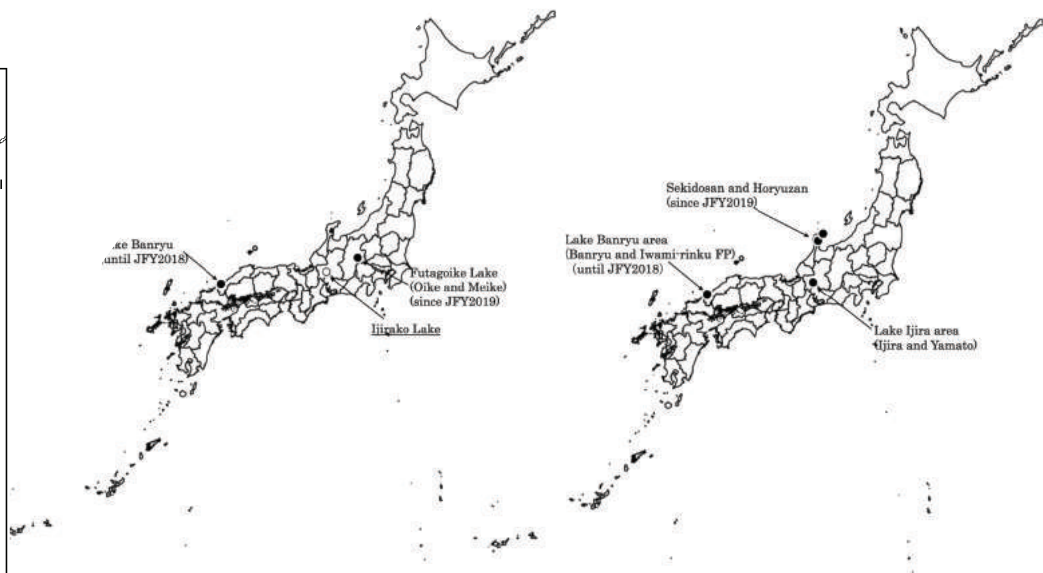 Banryu
until JFY2018)
Futagoike Lake
(Oike and Meike)
(since JFY2019)
Ijirako Lake
Sekidosan and Horyuzan
(since JFY2019)
Lake Banryu area
(Banryu and Iwami-rinku FP)
(until JFY2018)
Lake Ijira area
(Ijira and Yamato)